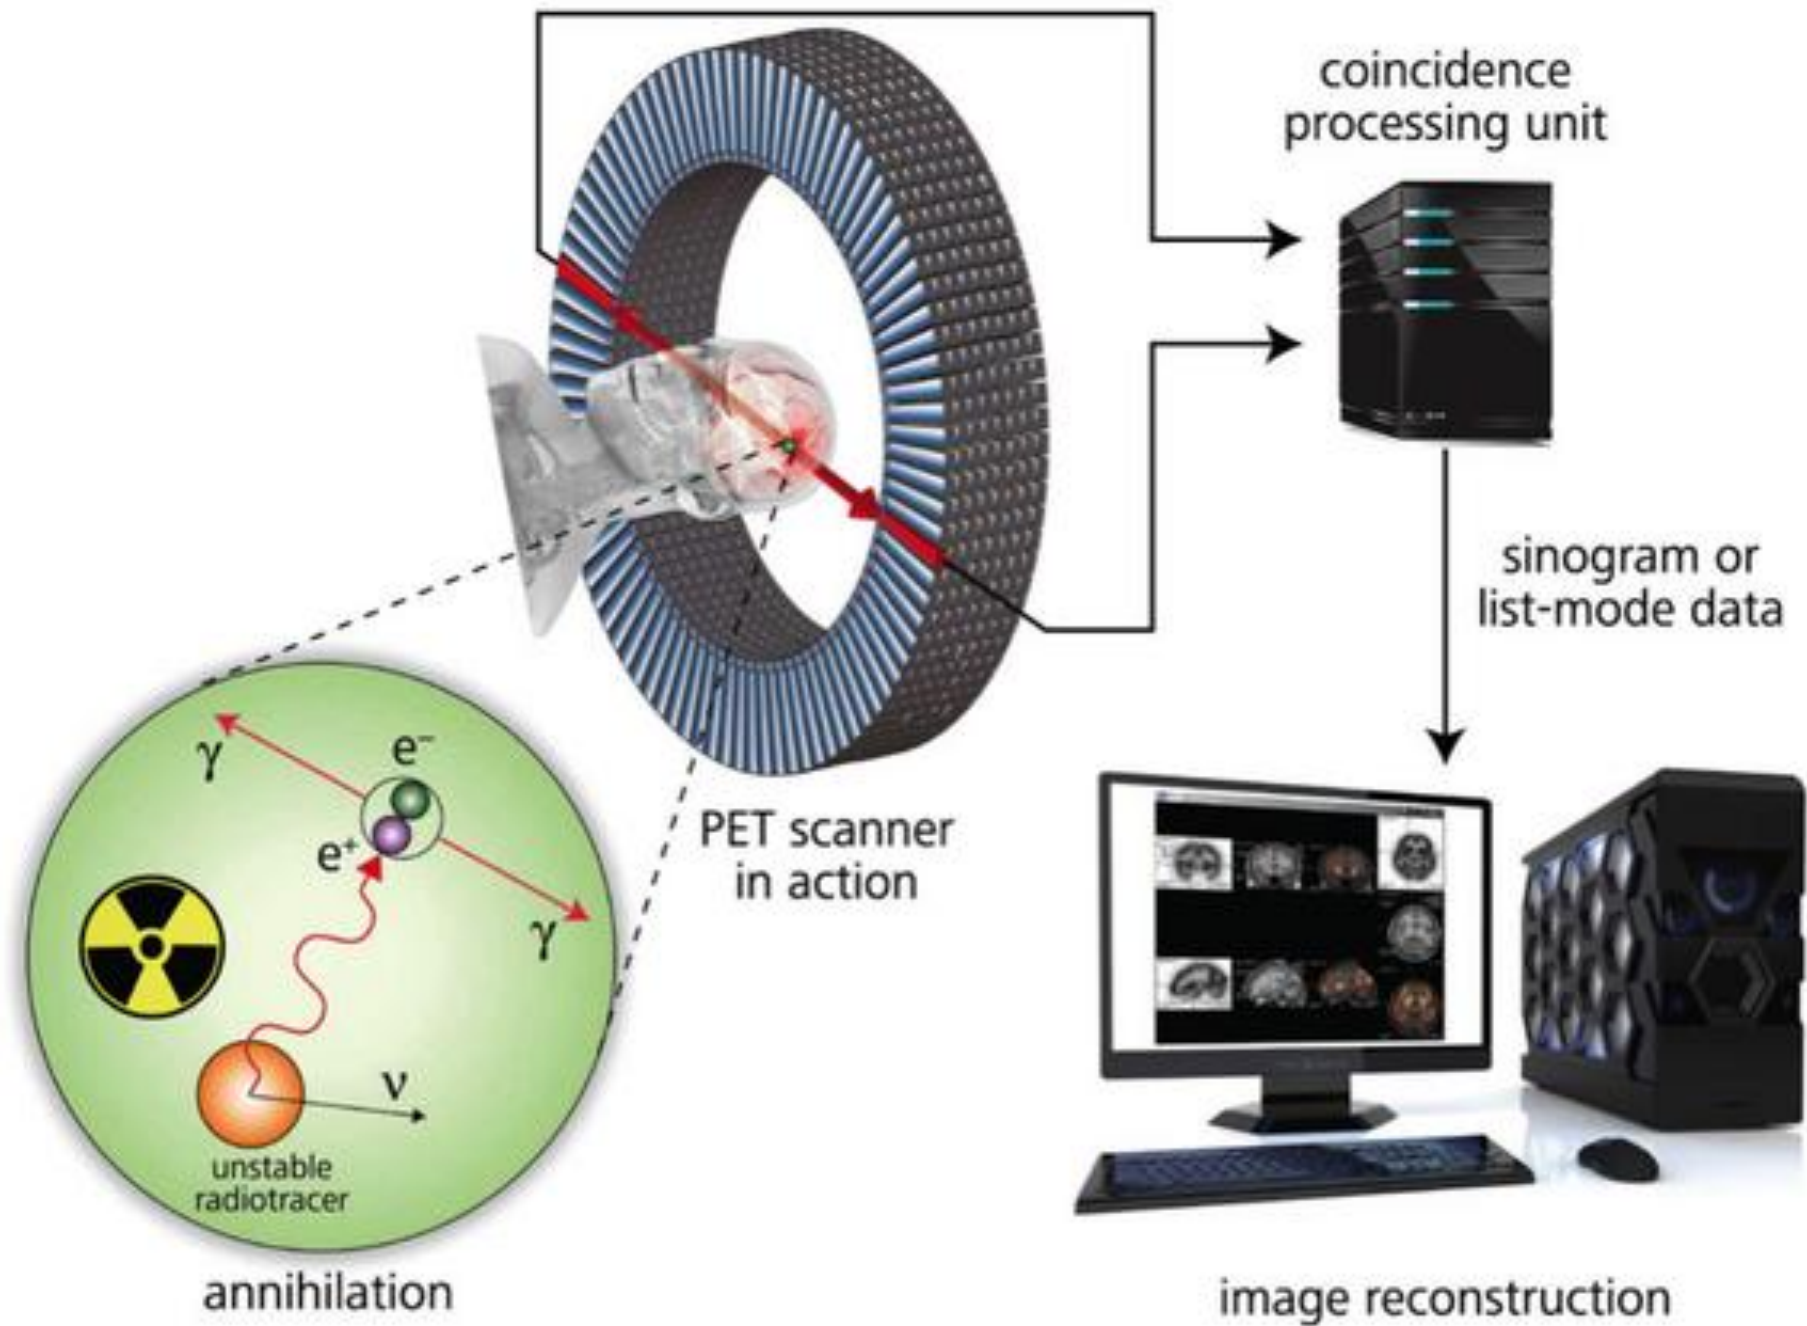 coincidence
processing unit
sinogram or
list-mode data
γ
e⁻
e⁺
γ
ν
unstable
radiotracer
annihilation
PET scanner
in action
image reconstruction